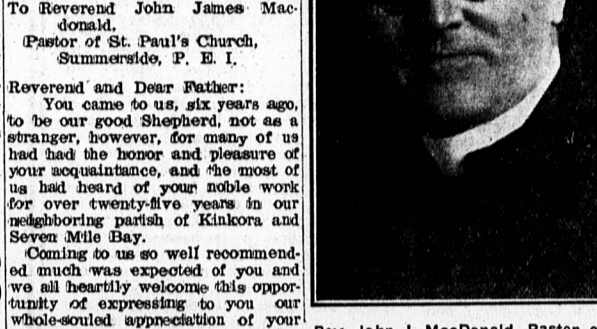 To Reverend John James Mac-
donald,
Pastor of St. Paul's Church,
Summerside, P. E. I.
Reverend and Dear Father:
You came to us, six years ago,
to be our good Shepherd, not as a
stranger, however, for many of us
had had the honor and pleasure of
your acquaintance, and the most of
us had heard of your noble work
for over twenty-five years in our
neighboring parish of Kinkora and
Seven Mile Bay.
Coming to us so well recommend-
ed much was expected of you and
we all heartily welcome this oppor-
tunity of expressing to you our
whole-souled appreciation of your
Rev. John J. MacDonald, Pastor